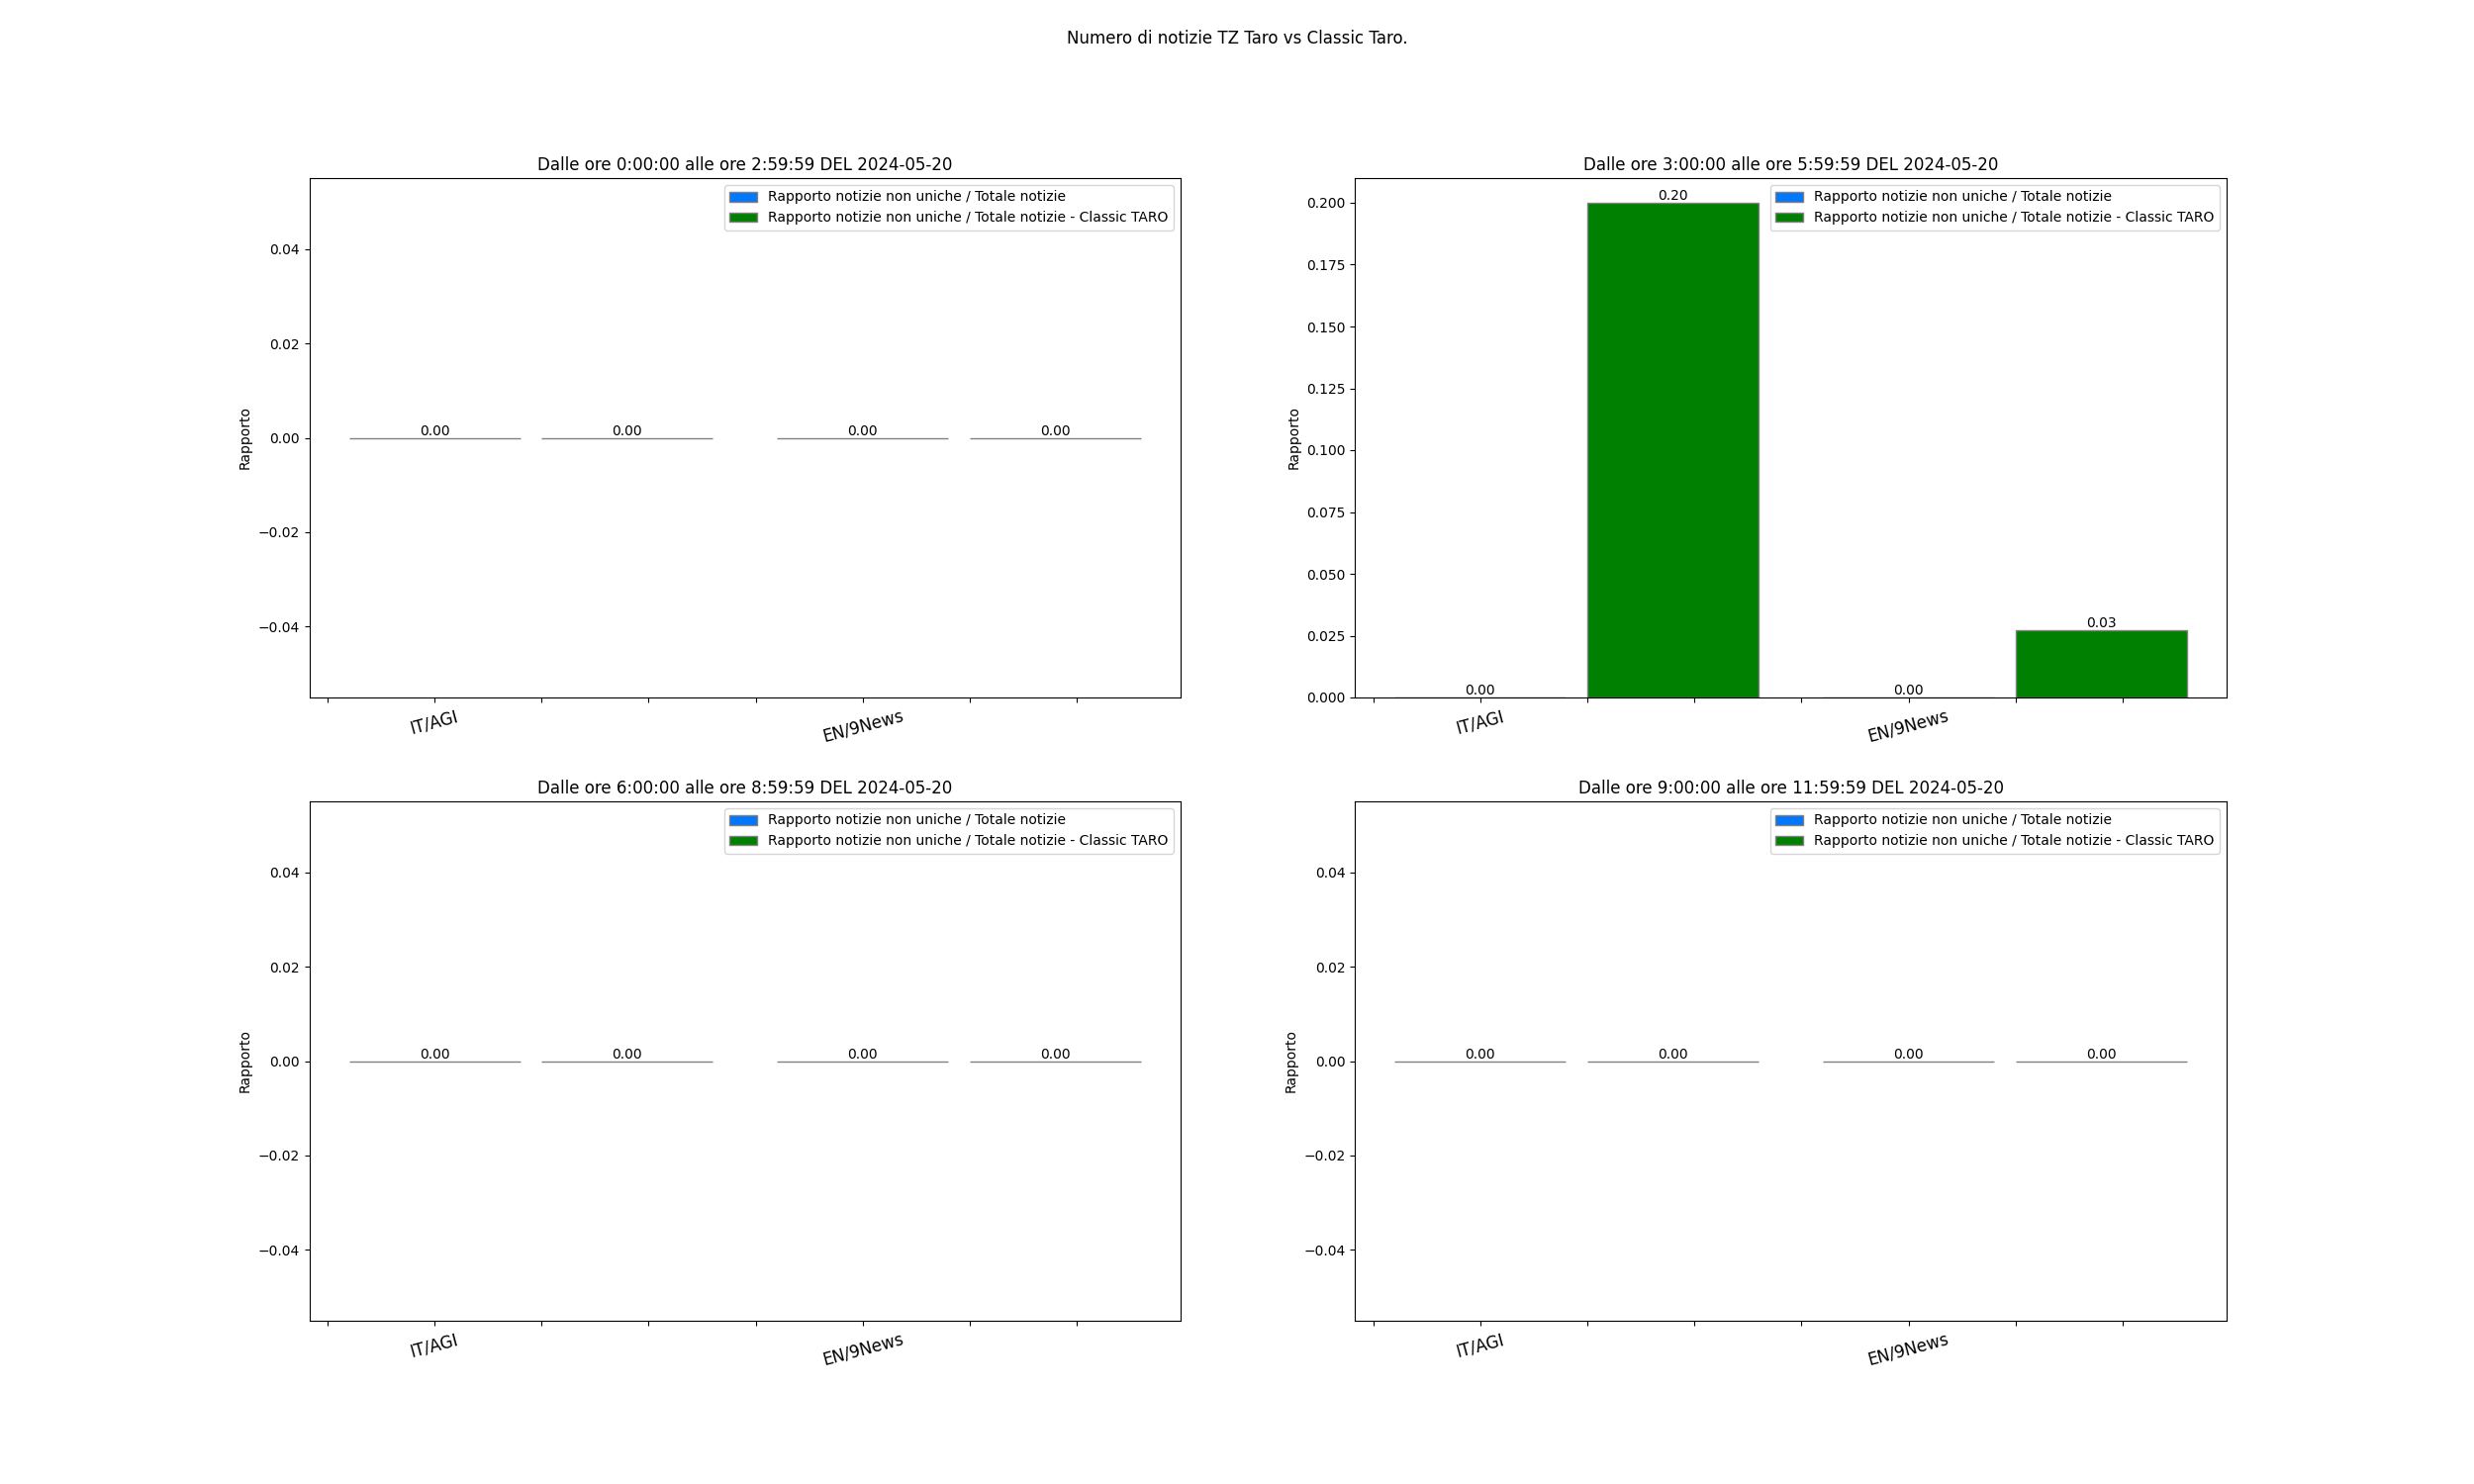 Numero di notizie TZ Taro vs Classic Taro.
Dalle ore 0:00:00 alle ore 2:59:59 DEL 2024-05-20
Rapporto notizie non uniche / Totale notizie
Rapporto notizie non uniche / Totale notizie - Classic TARO
Rapporto
0.04
0.02
0.00
−0.02
−0.04
0.00
0.00
0.00
0.00
IT/AGI
EN/9News
Dalle ore 3:00:00 alle ore 5:59:59 DEL 2024-05-20
Rapporto notizie non uniche / Totale notizie
Rapporto notizie non uniche / Totale notizie - Classic TARO
Rapporto
0.200
0.175
0.150
0.125
0.100
0.075
0.050
0.025
0.000
0.00
0.20
0.00
0.03
IT/AGI
EN/9News
Dalle ore 6:00:00 alle ore 8:59:59 DEL 2024-05-20
Rapporto notizie non uniche / Totale notizie
Rapporto notizie non uniche / Totale notizie - Classic TARO
Rapporto
0.04
0.02
0.00
−0.02
−0.04
0.00
0.00
0.00
0.00
IT/AGI
EN/9News
Dalle ore 9:00:00 alle ore 11:59:59 DEL 2024-05-20
Rapporto notizie non uniche / Totale notizie
Rapporto notizie non uniche / Totale notizie - Classic TARO
Rapporto
0.04
0.02
0.00
−0.02
−0.04
0.00
0.00
0.00
0.00
IT/AGI
EN/9News